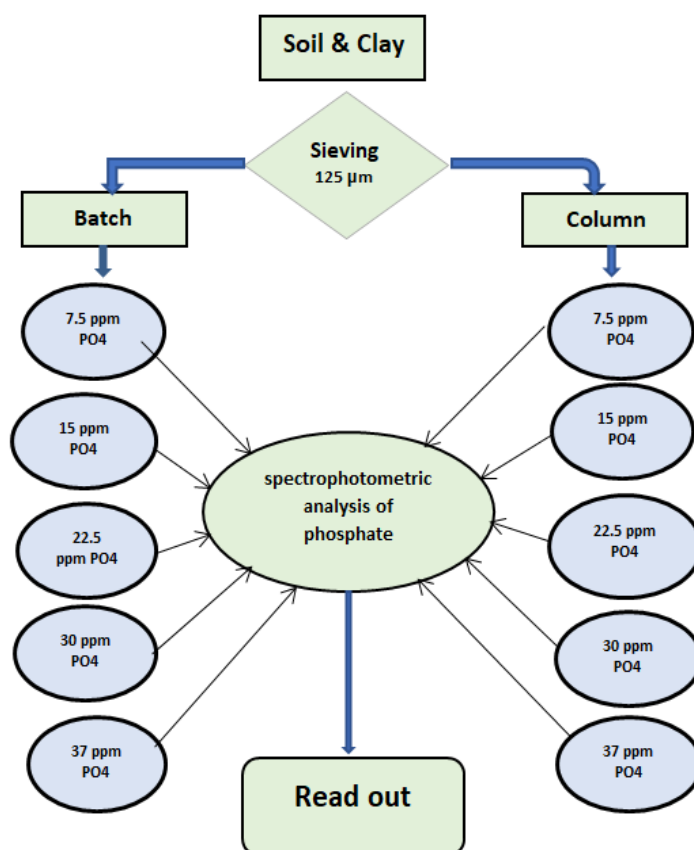 Soil & Clay
Sieving
125 µm
Batch
Column
7.5 ppm
PO4
15 ppm
PO4
22.5
ppm PO4
30 ppm
PO4
37 ppm
PO4
spectrophotometric
analysis of
phosphate
7.5 ppm
PO4
15 ppm
PO4
22.5 ppm
PO4
30 ppm
PO4
37 ppm
PO4
Read out